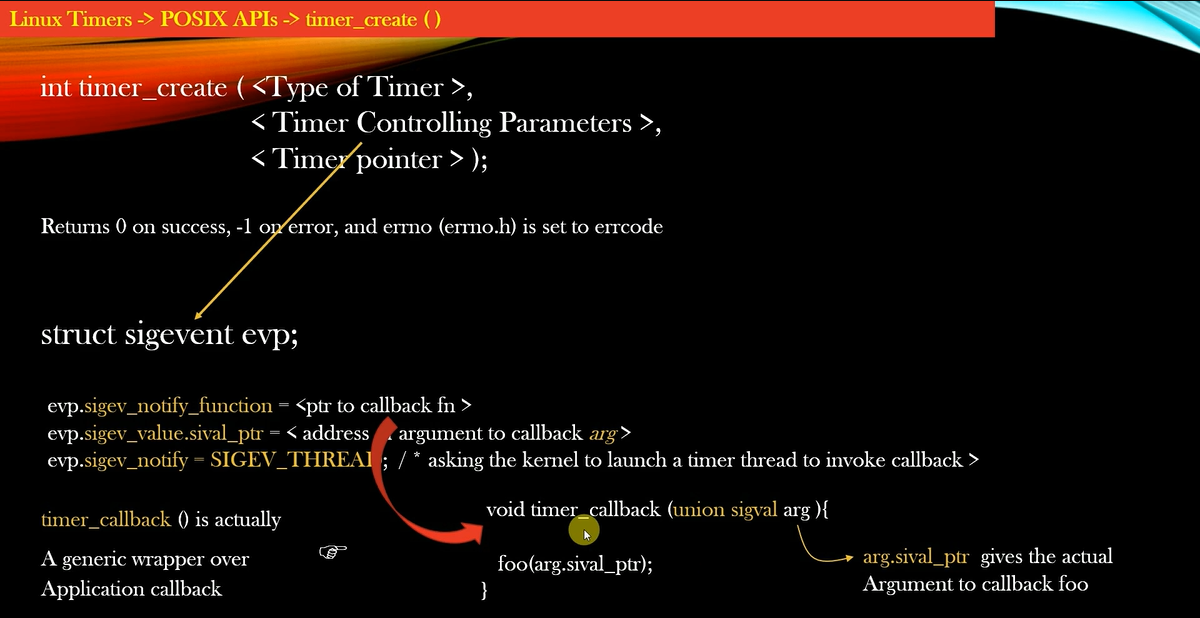 Linux Timers -> POSIX APIs -> timer_create ( )
int timer_create ( <Type of Timer >,
< Timer Controlling Parameters >,
< Timer pointer > );
Returns 0 on success, -1 on error, and errno (errno.h) is set to errcode
struct sigevent evp;
evp.sigev_notify_function = <ptr to callback fn >
evp.sigev_value.sival_ptr = < address argument to callback arg >
evp.sigev_notify = SIGEV_THREAD; / * asking the kernel to launch a timer thread to invoke callback >
void timer_callback (union sigval arg ){
timer_callback () is actually
A generic wrapper over
Application callback
foo(arg.sival_ptr);
}
arg.sival_ptr gives the actual
Argument to callback foo